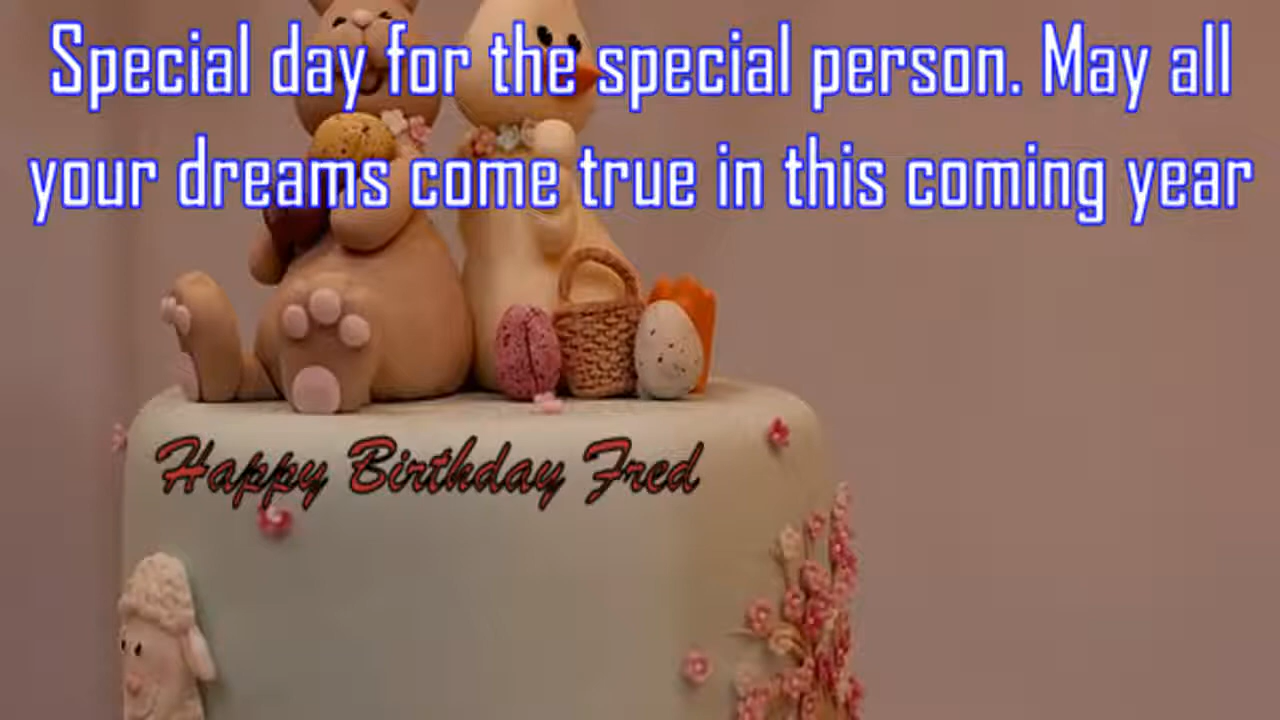 Special day for the special person. May all
your dreams come true in this coming year
Happy Birthday Fred